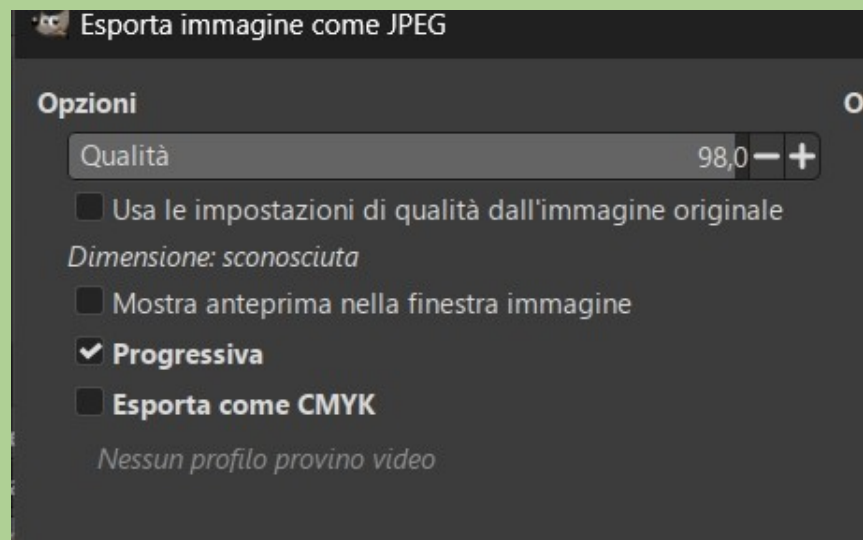 Esporta immagine come JPEG
Opzioni
Qualità 98,0
Usa le impostazioni di qualità dall'immagine originale
Dimensione: sconosciuta
Mostra anteprima nella finestra immagine
Progressiva
Esporta come CMYK
Nessun profilo provino video